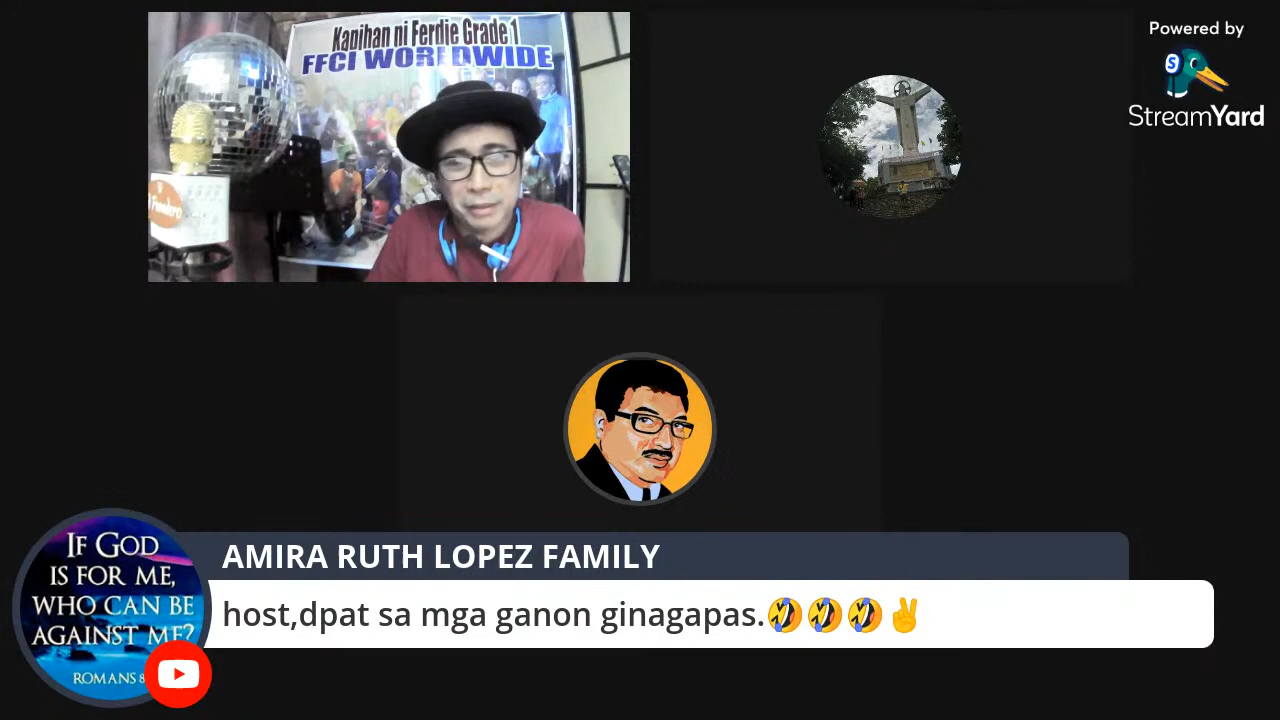 Kapihan ni Ferdie Grade 1
FFCI WORLDWIDE
Powered by
StreamYard
AMIRA RUTH LOPEZ FAMILY
host,dpat sa mga ganon ginagapas.🤣🤣🤣✌
IF GOD
IS FOR ME,
WHO CAN BE
AGAINST ME?
ROMANS 8